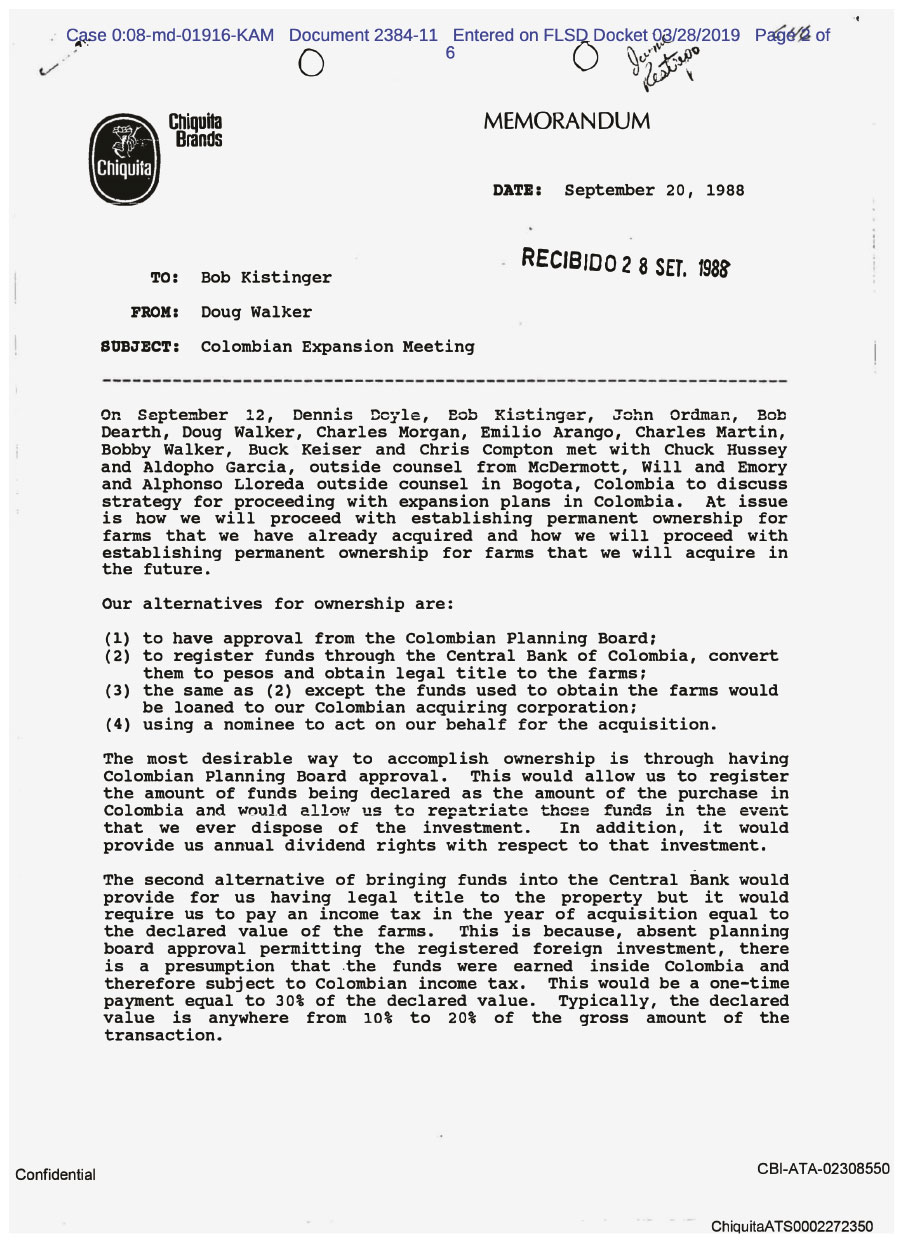 Case 0:08-md-01916-KAM Document 2384-11 Entered on FLSD Docket 03/28/2019 Page 2 of
6
Chiquita
Brands
Chiquita
MEMORANDUM
DATE: September 20, 1988
RECIBIDO 28 SET. 1988
TO: Bob Kistinger
FROM: Doug Walker
SUBJECT: Colombian Expansion Meeting
On September 12, Dennis Doyle, Bob Kistinger, John Ordman, Bob
Dearth, Doug Walker, Charles Morgan, Emilio Arango, Charles Martin,
Bobby Walker, Buck Keiser and Chris Compton met with Chuck Hussey
and Aldopho Garcia, outside counsel from McDermott, Will and Emory
and Alphonso Lloreda outside counsel in Bogota, Colombia to discuss
strategy for proceeding with expansion plans in Colombia. At issue
is how we will proceed with establishing permanent ownership for
farms that we have already acquired and how we will proceed with
establishing permanent ownership for farms that we will acquire in
the future.
Our alternatives for ownership are:
(1) to have approval from the Colombian Planning Board;
(2) to register funds through the Central Bank of Colombia, convert
them to pesos and obtain legal title to the farms;
(3) the same as (2) except the funds used to obtain the farms would
be loaned to our Colombian acquiring corporation;
(4) using a nominee to act on our behalf for the acquisition.
The most desirable way to accomplish ownership is through having
Colombian Planning Board approval. This would allow us to register
the amount of funds being declared as the amount of the purchase in
Colombia and would allow us to repatriate those funds in the event
that we ever dispose of the investment. In addition, it would
provide us annual dividend rights with respect to that investment.
The second alternative of bringing funds into the Central Bank would
provide for us having legal title to the property but it would
require us to pay an income tax in the year of acquisition equal to
the declared value of the farms. This is because, absent planning
board approval permitting the registered foreign investment, there
is a presumption that the funds were earned inside Colombia and
therefore subject to Colombian income tax. This would be a one-time
payment equal to 30% of the declared value. Typically, the declared
value is anywhere from 10% to 20% of the gross amount of the
transaction.
Confidential
CBI-ATA-02308550
ChiquitaATS0002272350